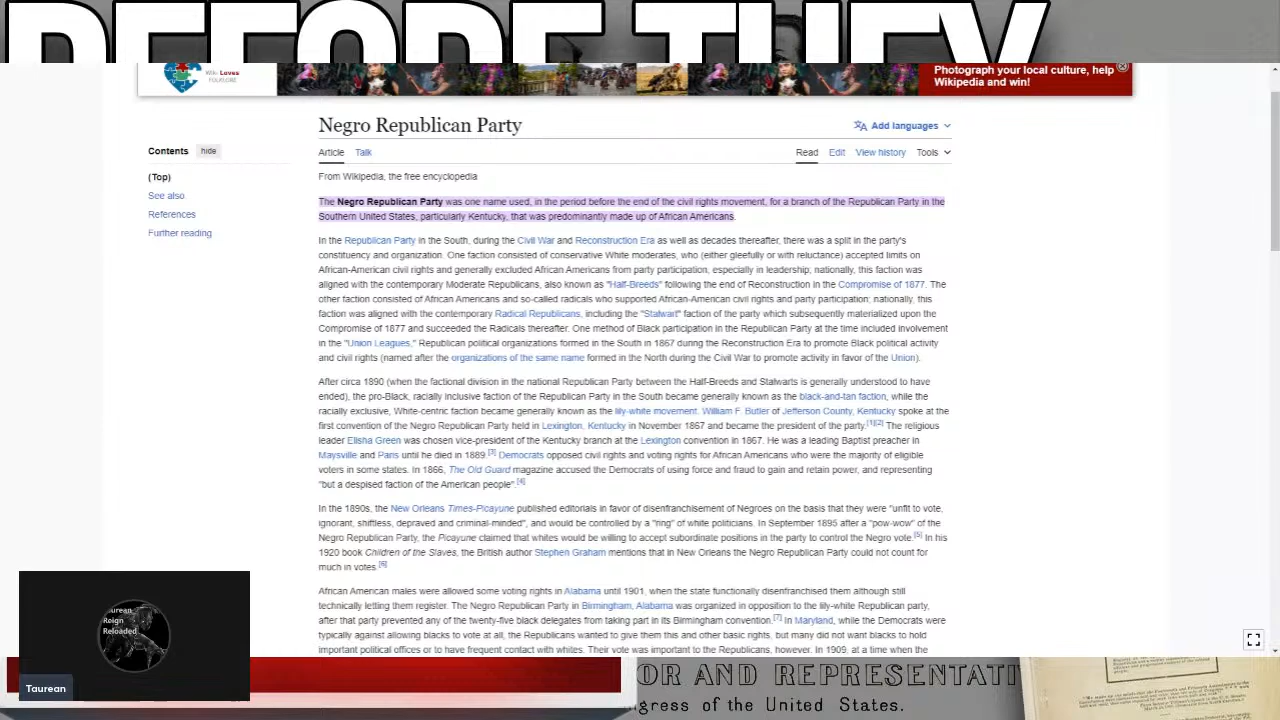 BEFORE THEY
Wiki Loves
FOLKLORE
Photograph your local culture, help
Wikipedia and win!
Negro Republican Party
Add languages
Contents hide
Article Talk
Read Edit View history Tools
(Top)
See also
References
Further reading
From Wikipedia, the free encyclopedia
The Negro Republican Party was one name used, in the period before the end of the civil rights movement, for a branch of the Republican Party in the
Southern United States, particularly Kentucky, that was predominantly made up of African Americans.
In the Republican Party in the South, during the Civil War and Reconstruction Era as well as decades thereafter, there was a split in the party's
constituency and organization. One faction consisted of conservative White moderates, who (either gleefully or with reluctance) accepted limits on
African-American civil rights and generally excluded African Americans from party participation, especially in leadership; nationally, this faction was
aligned with the contemporary Moderate Republicans, also known as "Half-Breeds" following the end of Reconstruction in the Compromise of 1877. The
other faction consisted of African Americans and so-called radicals who supported African-American civil rights and party participation; nationally, this
faction was aligned with the contemporary Radical Republicans, including the "Stalwart" faction of the party which subsequently materialized upon the
Compromise of 1877 and succeeded the Radicals thereafter. One method of Black participation in the Republican Party at the time included involvement
in the "Union Leagues," Republican political organizations formed in the South in 1867 during the Reconstruction Era to promote Black political activity
and civil rights (named after the organizations of the same name formed in the North during the Civil War to promote activity in favor of the Union).
After circa 1890 (when the factional division in the national Republican Party between the Half-Breeds and Stalwarts is generally understood to have
ended), the pro-Black, racially inclusive faction of the Republican Party in the South became generally known as the black-and-tan faction, while the
racially exclusive, White-centric faction became generally known as the lily-white movement. William F. Butler of Jefferson County, Kentucky spoke at the
first convention of the Negro Republican Party held in Lexington, Kentucky in November 1867 and became the president of the party.[1][2] The religious
leader Elisha Green was chosen vice-president of the Kentucky branch at the Lexington convention in 1867. He was a leading Baptist preacher in
Maysville and Paris until he died in 1889.[3] Democrats opposed civil rights and voting rights for African Americans who were the majority of eligible
voters in some states. In 1866, The Old Guard magazine accused the Democrats of using force and fraud to gain and retain power, and representing
"but a despised faction of the American people".[4]
In the 1890s, the New Orleans Times-Picayune published editorials in favor of disenfranchisement of Negroes on the basis that they were "unfit to vote,
ignorant, shiftless, depraved and criminal-minded", and would be controlled by a "ring" of white politicians. In September 1895 after a "pow-wow" of the
Negro Republican Party, the Picayune claimed that whites would be willing to accept subordinate positions in the party to control the Negro vote.[5] In his
1920 book Children of the Slaves, the British author Stephen Graham mentions that in New Orleans the Negro Republican Party could not count for
much in votes.[6]
African American males were allowed some voting rights in Alabama until 1901, when the state functionally disenfranchised them although still
technically letting them register. The Negro Republican Party in Birmingham, Alabama was organized in opposition to the lily-white Republican party,
after that party prevented any of the twenty-five black delegates from taking part in its Birmingham convention.[7] In Maryland, while the Democrats were
typically against allowing blacks to vote at all, the Republicans wanted to give them this and other basic rights, but many did not want blacks to hold
important political offices or to have frequent contact with whites. Their vote was important to the Republicans, however. In 1909, at a time when the
Taurean
Reign
Reloaded
Taurean
OR AND REPRESENTATI
gress of the United States.